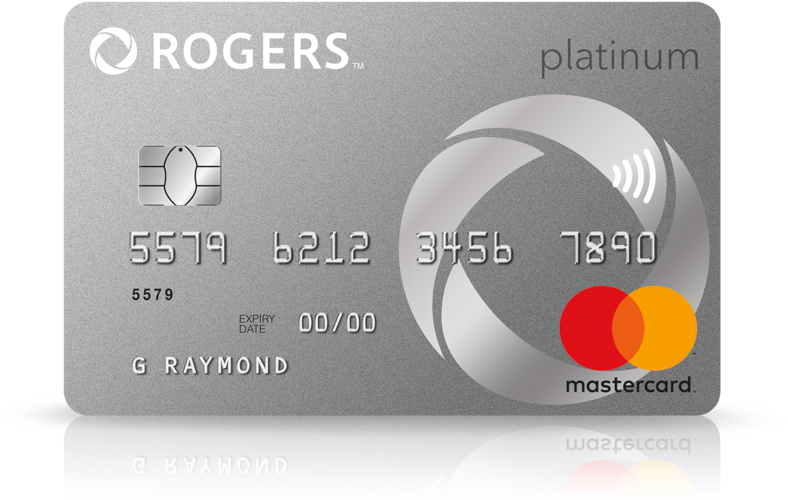 ROGERS™
platinum
5579 6212 3456 7890
5579
EXPIRY
DATE
00/00
G RAYMOND
mastercard.